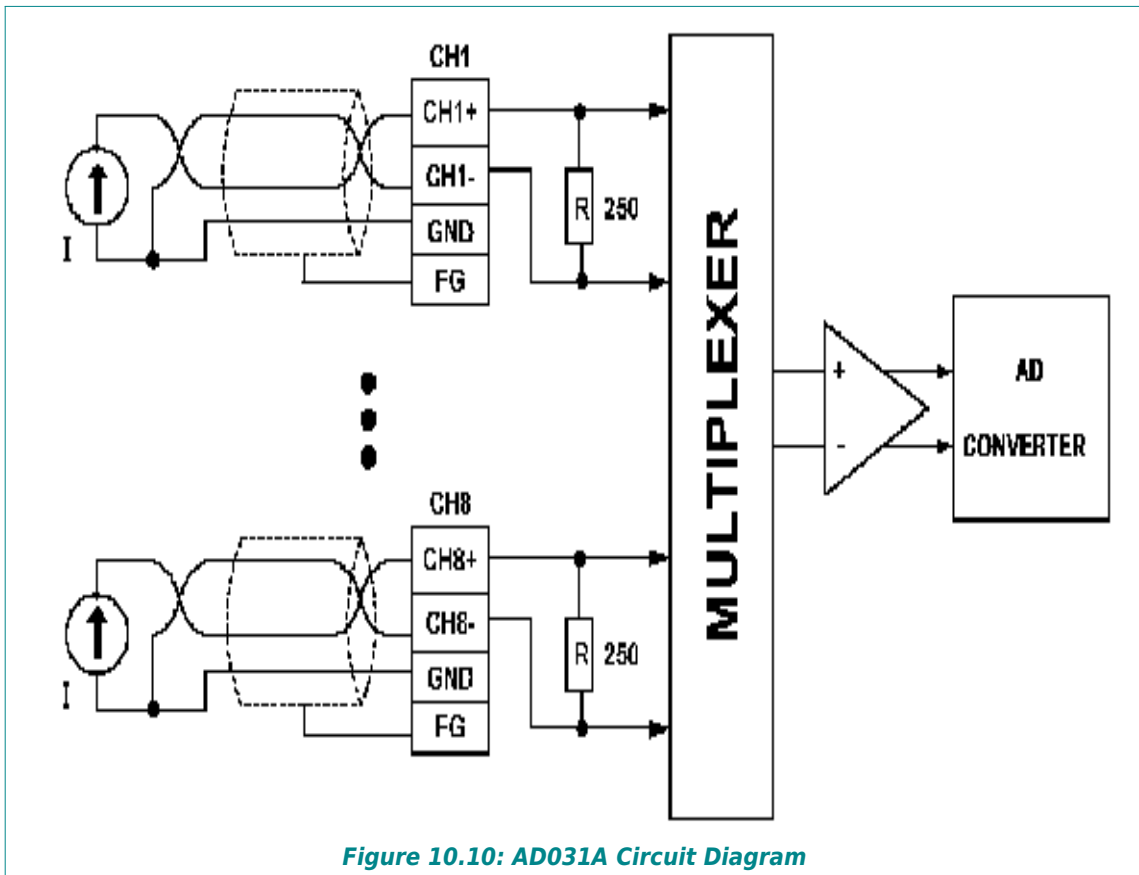 CH1
CH1+
CH1-
GND
FG
I
R 250
CH8
CH8+
CH8-
GND
FG
I
R 250
MULTIPLEXER
+
-
AD
CONVERTER
Figure 10.10: AD031A Circuit Diagram